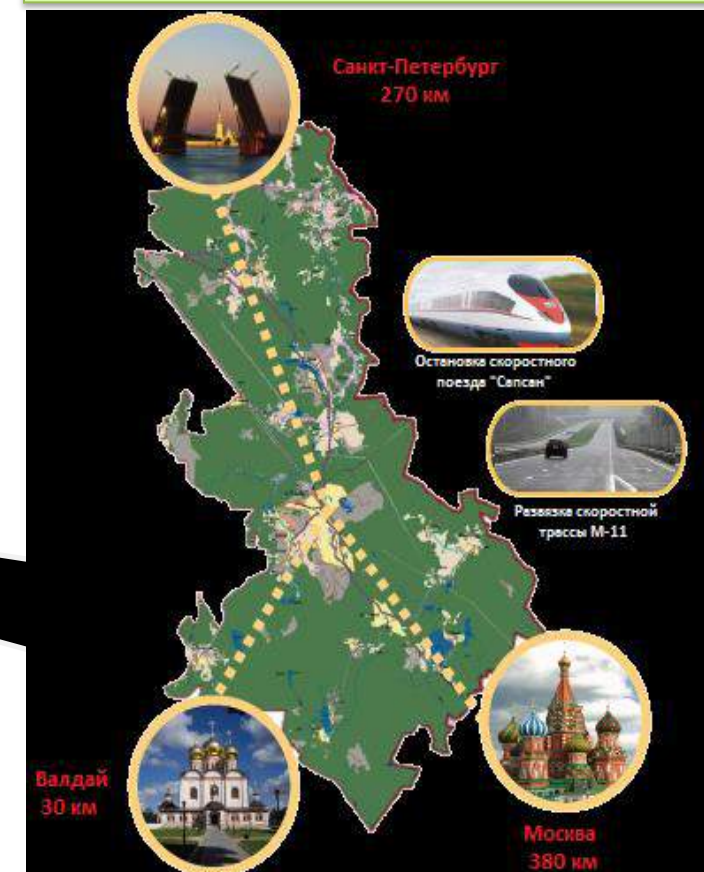 Санкт-Петербург
270 км
Остановка скоростного
поезда "Сапсан"
Развязка скоростной
трассы М-11
Валдай
30 км
Москва
380 км